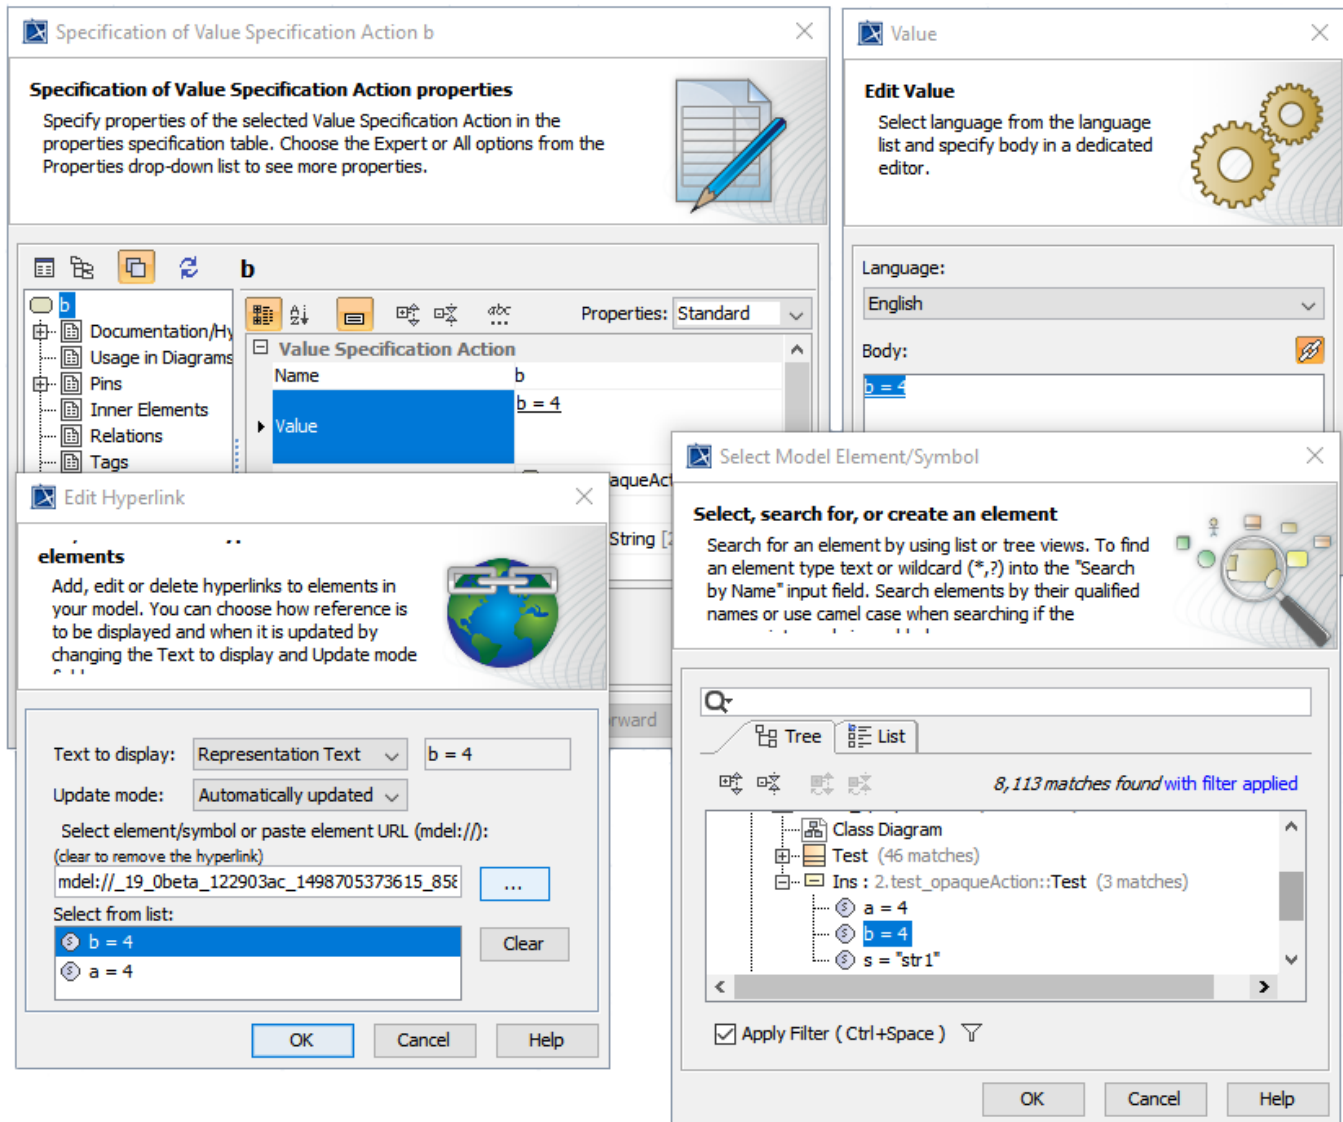 Specification of Value Specification Action b
Specification of Value Specification Action properties
Specify properties of the selected Value Specification Action in the
properties specification table. Choose the Expert or All options from the
Properties drop-down list to see more properties.
b
b
Documentation/Hy
Usage in Diagrams
Pins
Inner Elements
Relations
Tags
Properties: Standard
Value Specification Action
Name b
Value b = 4
String [
Value
Edit Value
Select language from the language
list and specify body in a dedicated
editor.
Language:
English
Body:
b = 4
Edit Hyperlink
elements
Add, edit or delete hyperlinks to elements in
your model. You can choose how reference is
to be displayed and when it is updated by
changing the Text to display and Update mode
Text to display: Representation Text b = 4
Update mode: Automatically updated
Select element/symbol or paste element URL (mdel://):
(clear to remove the hyperlink)
mdel://_19_0beta_122903ac_1498705373615_858 ...
Select from list:
b = 4
a = 4
Clear
OK Cancel Help
Select Model Element/Symbol
Select, search for, or create an element
Search for an element by using list or tree views. To find
an element type text or wildcard (*,?) into the "Search
by Name" input field. Search elements by their qualified
names or use camel case when searching if the
Tree List
8,113 matches found with filter applied
Class Diagram
Test (46 matches)
Ins : 2.test_opaqueAction::Test (3 matches)
a = 4
b = 4
s = "str1"
Apply Filter ( Ctrl+Space )
OK Cancel Help